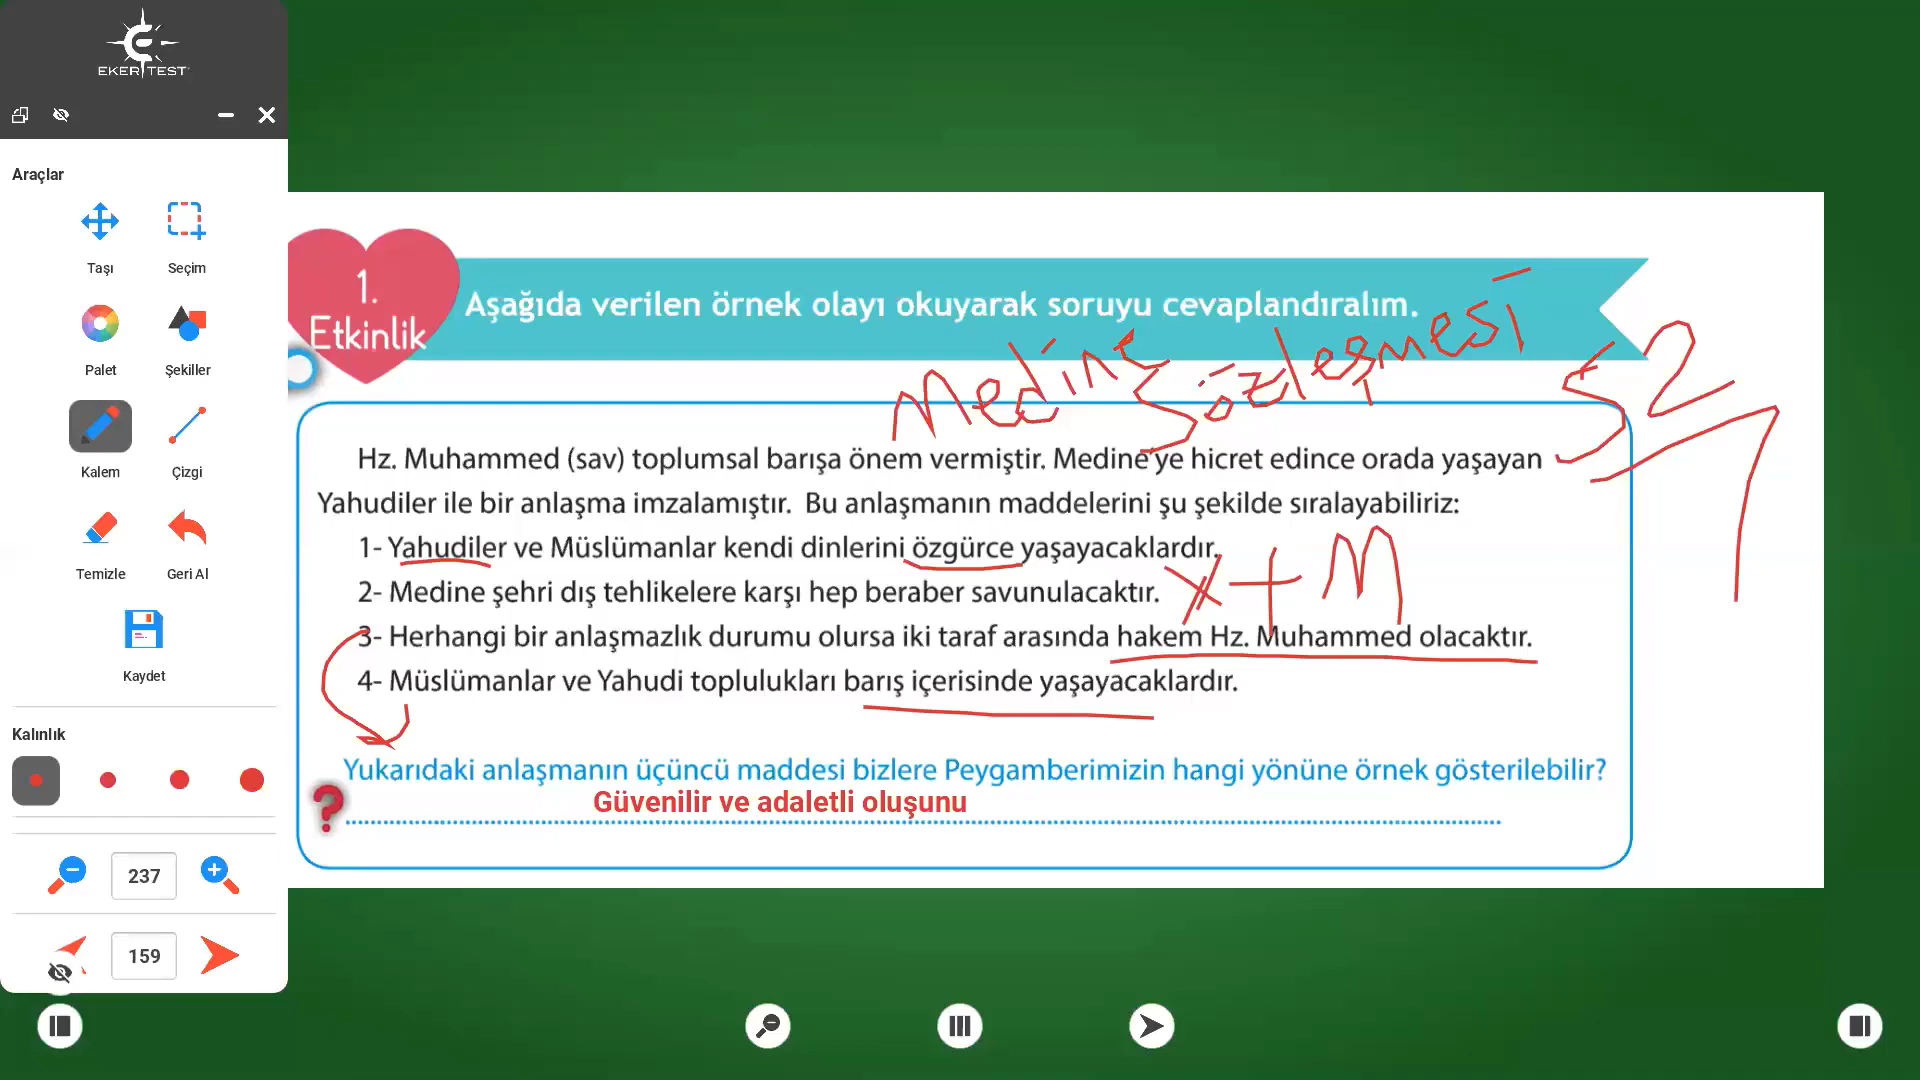 EKER TEST
Araçlar
Taşı Seçim
Palet Şekiller
Kalem Çizgi
Temizle Geri Al
Kaydet
Kalınlık
237
159
1.
Etkinlik
Aşağıda verilen örnek olayı okuyarak soruyu cevaplandıralım.
Medine Sözleşmesi
Hz. Muhammed (sav) toplumsal barışa önem vermiştir. Medine'ye hicret edince orada yaşayan
Yahudiler ile bir anlaşma imzalamıştır. Bu anlaşmanın maddelerini şu şekilde sıralayabiliriz:
1- Yahudiler ve Müslümanlar kendi dinlerini özgürce yaşayacaklardır.
2- Medine şehri dış tehlikelere karşı hep beraber savunulacaktır.
3- Herhangi bir anlaşmazlık durumu olursa iki taraf arasında hakem Hz. Muhammed olacaktır.
4- Müslümanlar ve Yahudi toplulukları barış içerisinde yaşayacaklardır.
Yukarıdaki anlaşmanın üçüncü maddesi bizlere Peygamberimizin hangi yönüne örnek gösterilebilir?
Güvenilir ve adaletli oluşunu